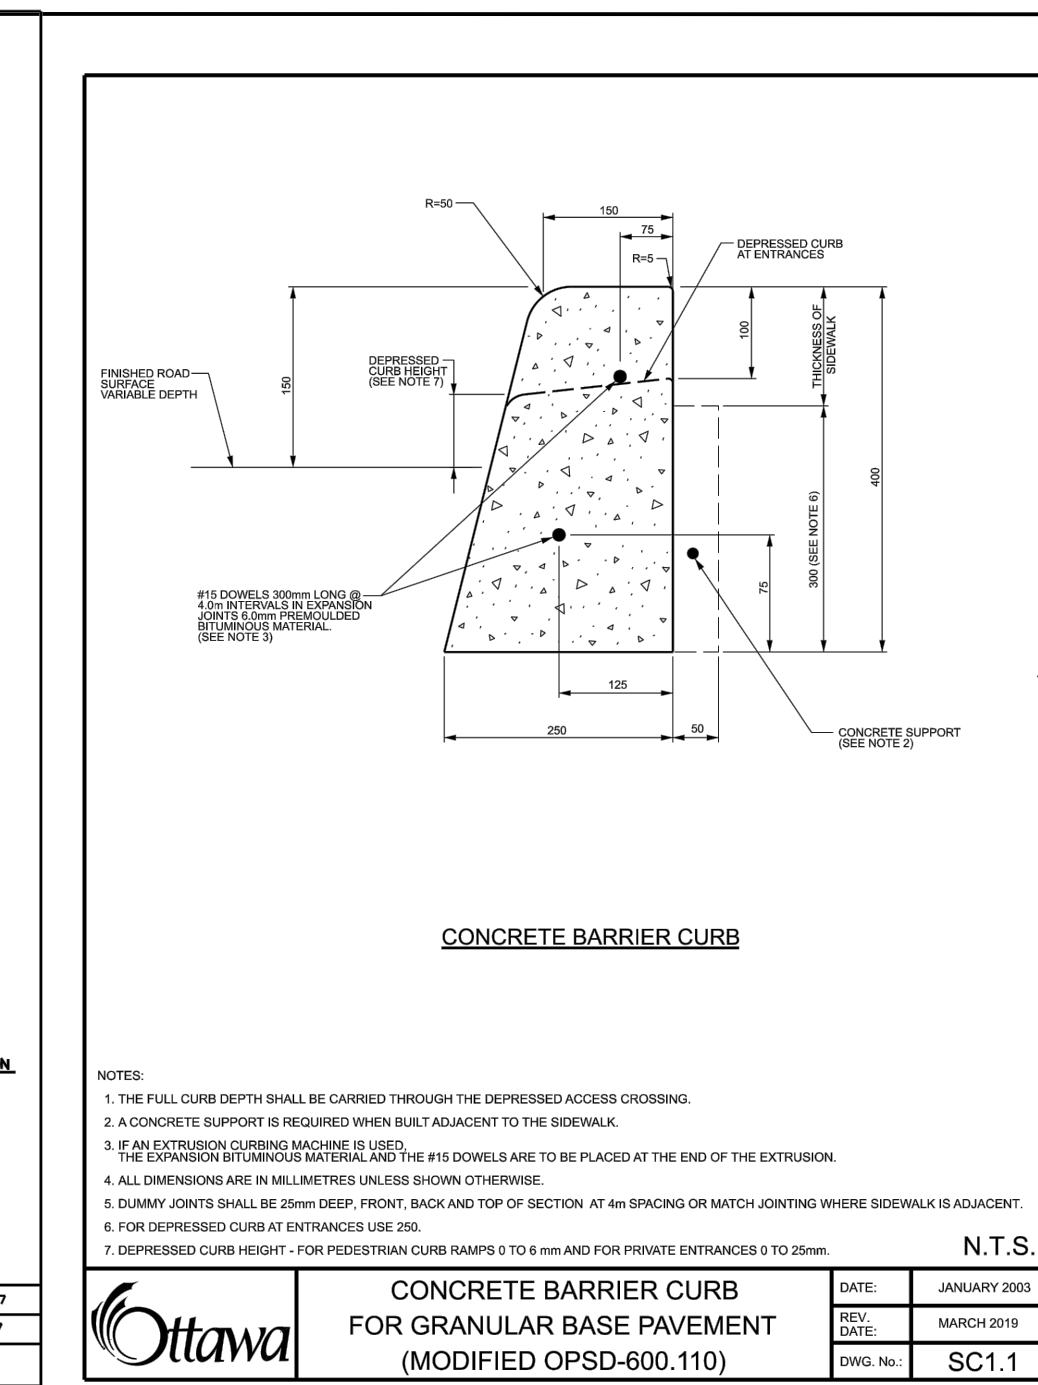 R=50
150
75
R=5
DEPRESSED CURB
AT ENTRANCES
100
THICKNESS OF
SIDEWALK
FINISHED ROAD
SURFACE
VARIABLE DEPTH
150
DEPRESSED
CURB HEIGHT
(SEE NOTE 7)
400
300 (SEE NOTE 6)
75
#15 DOWELS 300mm LONG @
4.0m INTERVALS IN EXPANSION
JOINTS 6.0mm PREMOULDED
BITUMINOUS MATERIAL.
(SEE NOTE 3)
125
250
50
CONCRETE SUPPORT
(SEE NOTE 2)
CONCRETE BARRIER CURB
N
NOTES:
1. THE FULL CURB DEPTH SHALL BE CARRIED THROUGH THE DEPRESSED ACCESS CROSSING.
2. A CONCRETE SUPPORT IS REQUIRED WHEN BUILT ADJACENT TO THE SIDEWALK.
3. IF AN EXTRUSION CURBING MACHINE IS USED,
THE EXPANSION BITUMINOUS MATERIAL AND THE #15 DOWELS ARE TO BE PLACED AT THE END OF THE EXTRUSION.
4. ALL DIMENSIONS ARE IN MILLIMETRES UNLESS SHOWN OTHERWISE.
5. DUMMY JOINTS SHALL BE 25mm DEEP, FRONT, BACK AND TOP OF SECTION AT 4m SPACING OR MATCH JOINTING WHERE SIDEWALK IS ADJACENT.
6. FOR DEPRESSED CURB AT ENTRANCES USE 250.
7. DEPRESSED CURB HEIGHT - FOR PEDESTRIAN CURB RAMPS 0 TO 6 mm AND FOR PRIVATE ENTRANCES 0 TO 25mm.
N.T.S.
7
Ottawa
CONCRETE BARRIER CURB
FOR GRANULAR BASE PAVEMENT
(MODIFIED OPSD-600.110)
DATE: JANUARY 2003
REV.
DATE: MARCH 2019
DWG. No.: SC1.1